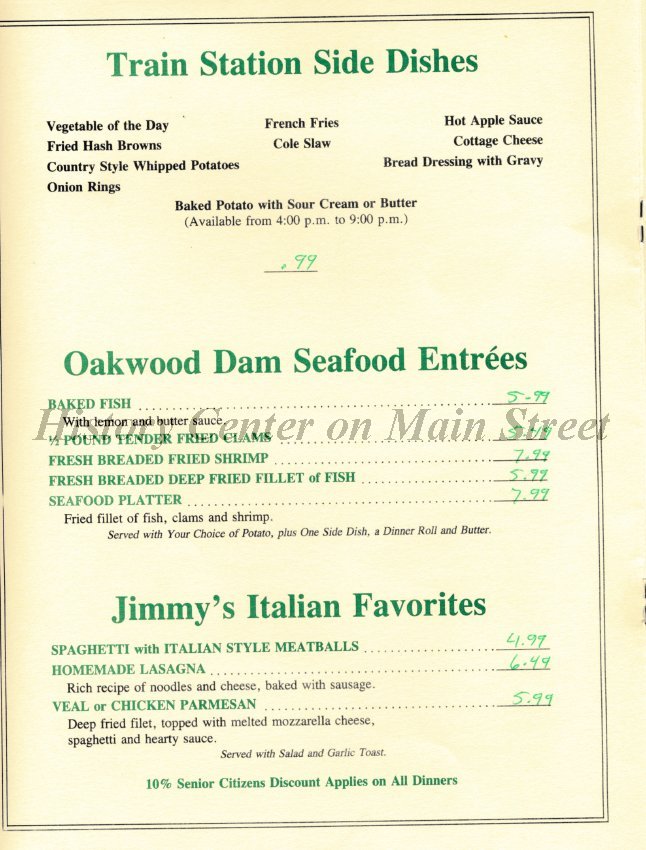 Train Station Side Dishes
Vegetable of the Day French Fries Hot Apple Sauce
Fried Hash Browns Cole Slaw Cottage Cheese
Country Style Whipped Potatoes Bread Dressing with Gravy
Onion Rings
Baked Potato with Sour Cream or Butter
(Available from 4:00 p.m. to 9:00 p.m.)
.99
Oakwood Dam Seafood Entrées
BAKED FISH 5.99
With lemon and butter sauce.
History Center on Main Street
½ POUND TENDER FRIED CLAMS
FRESH BREADED FRIED SHRIMP 7.99
FRESH BREADED DEEP FRIED FILLET of FISH 5.99
SEAFOOD PLATTER 7.99
Fried fillet of fish, clams and shrimp.
Served with Your Choice of Potato, plus One Side Dish, a Dinner Roll and Butter.
Jimmy's Italian Favorites
SPAGHETTI with ITALIAN STYLE MEATBALLS 4.99
HOMEMADE LASAGNA 6.49
Rich recipe of noodles and cheese, baked with sausage.
VEAL or CHICKEN PARMESAN 5.99
Deep fried filet, topped with melted mozzarella cheese,
spaghetti and hearty sauce.
Served with Salad and Garlic Toast.
10% Senior Citizens Discount Applies on All Dinners